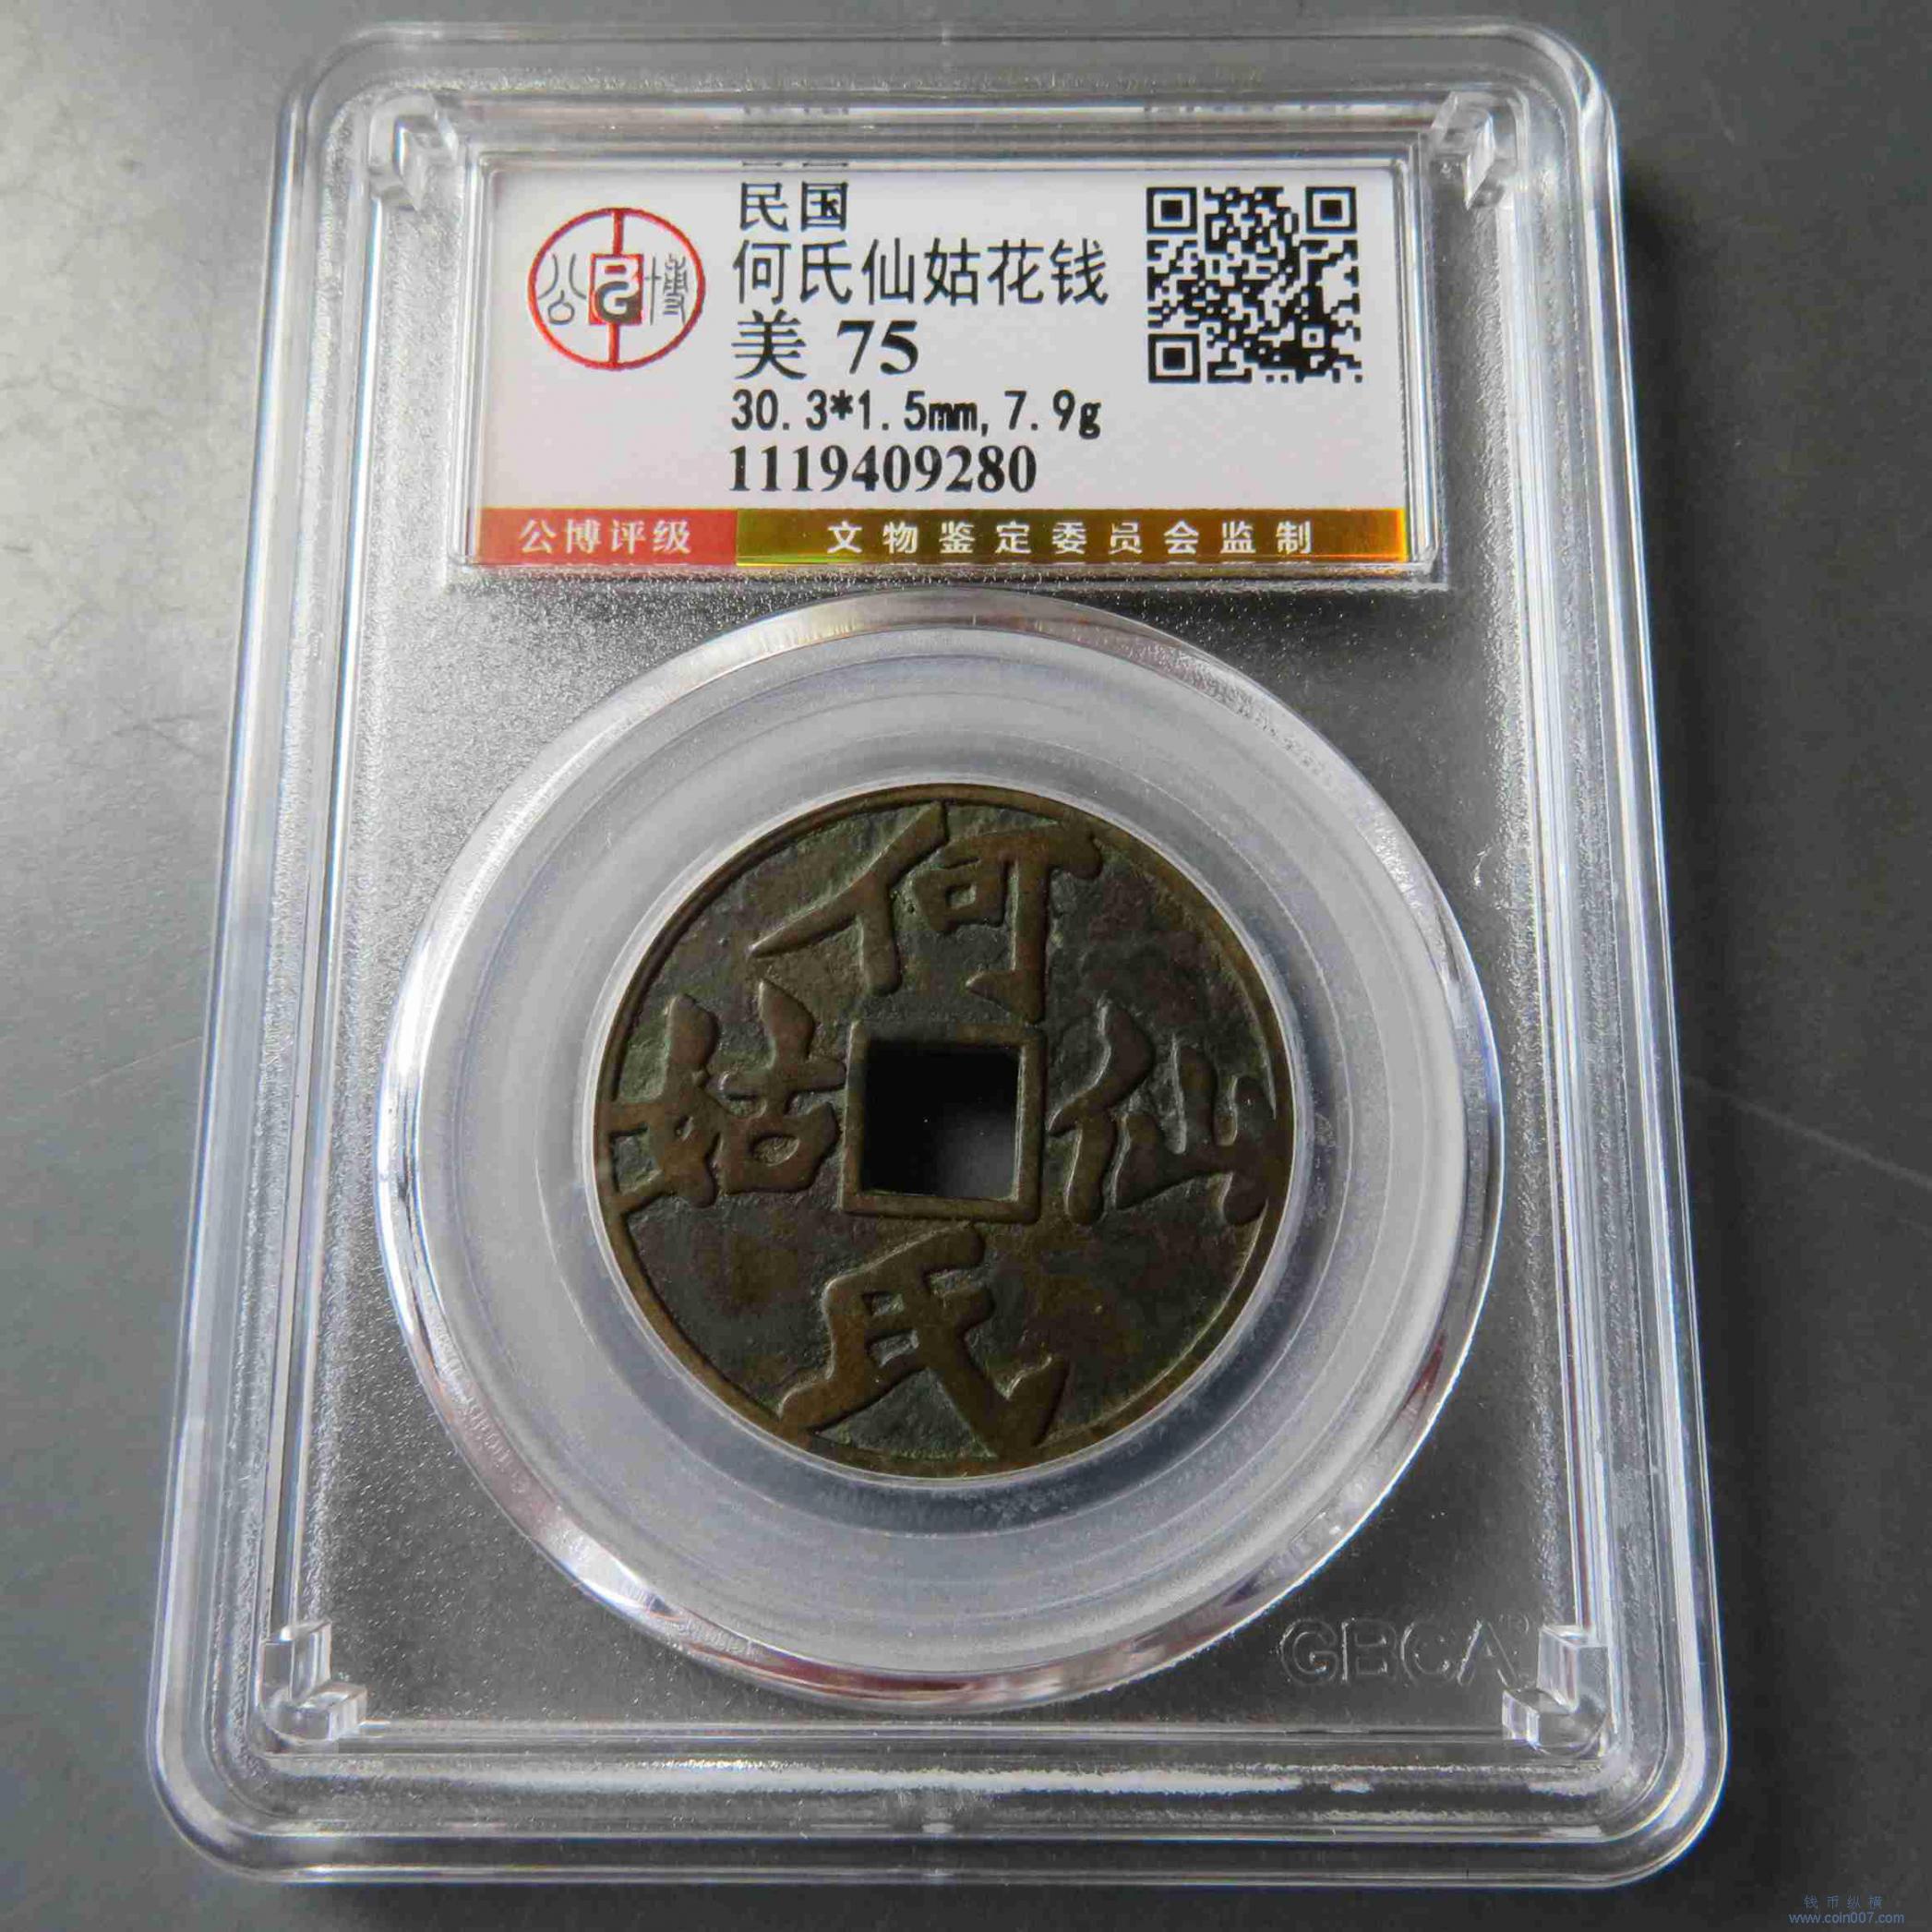 民国
何氏仙姑花钱
美 75
30.3*1.5mm,7.9g
1119409280
公博
公博评级
文物鉴定委员会监制
何
姑 仙
氏
GBCA
钱币纵横
www.coin007.com